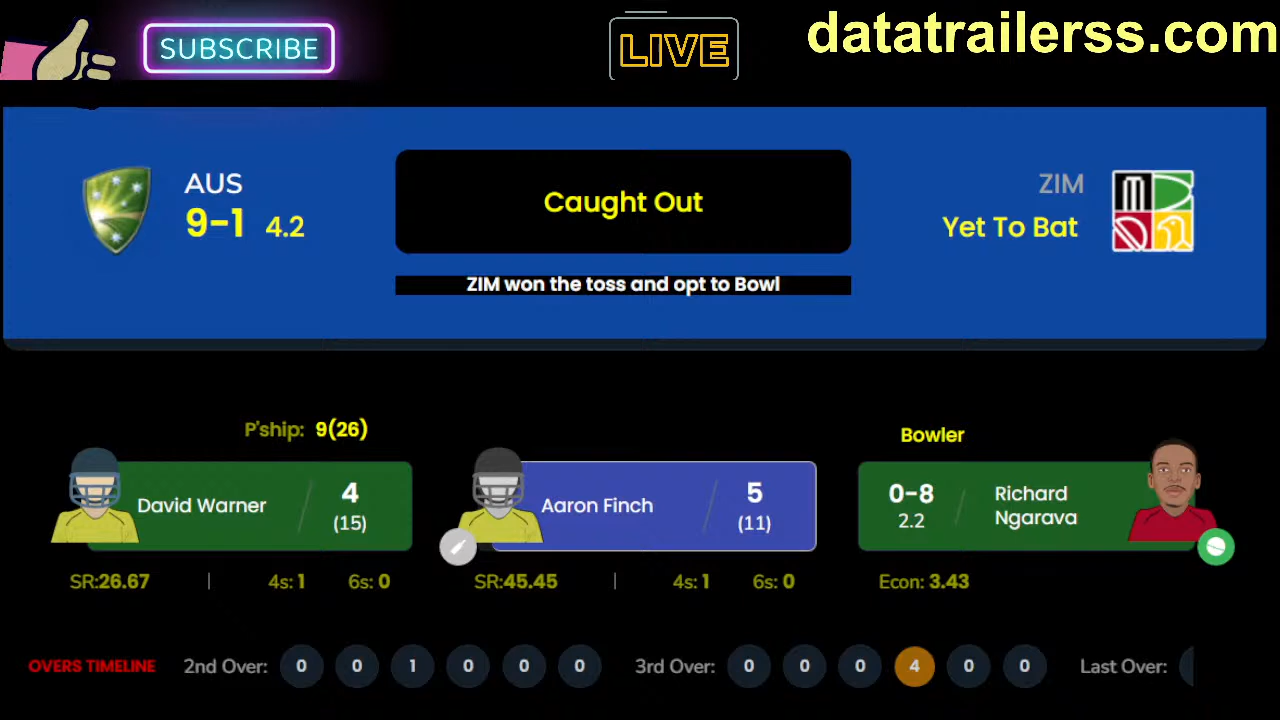 SUBSCRIBE
LIVE
datatrailerss.com
AUS
9-1 4.2
Caught Out
ZIM won the toss and opt to Bowl
ZIM
Yet To Bat
P'ship: 9(26)
David Warner
4
(15)
SR:26.67 | 4s: 1 6s: 0
Aaron Finch
5
(11)
SR:45.45 | 4s: 1 6s: 0
Bowler
0-8
2.2
Richard
Ngarava
Econ: 3.43
OVERS TIMELINE 2nd Over: 0 0 1 0 0 0 3rd Over: 0 0 0 4 0 0 Last Over: